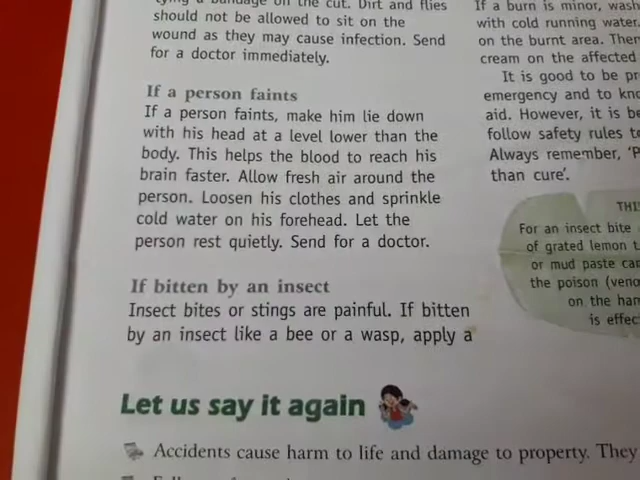 tying a bandage on the cut. Dirt and flies
should not be allowed to sit on the
wound as they may cause infection. Send
for a doctor immediately.
If a person faints
If a person faints, make him lie down
with his head at a level lower than the
body. This helps the blood to reach his
brain faster. Allow fresh air around the
person. Loosen his clothes and sprinkle
cold water on his forehead. Let the
person rest quietly. Send for a doctor.
If bitten by an insect
Insect bites or stings are painful. If bitten
by an insect like a bee or a wasp, apply a
If a burn is minor, wash
with cold running water.
on the burnt area. Then
cream on the affected
It is good to be pr
emergency and to kno
aid. However, it is be
follow safety rules to
Always remember, 'P
than cure'.
THI
For an insect bite
of grated lemon
or mud paste can
the poison (veno
on the han
is effec
Let us say it again
Accidents cause harm to life and damage to property. They